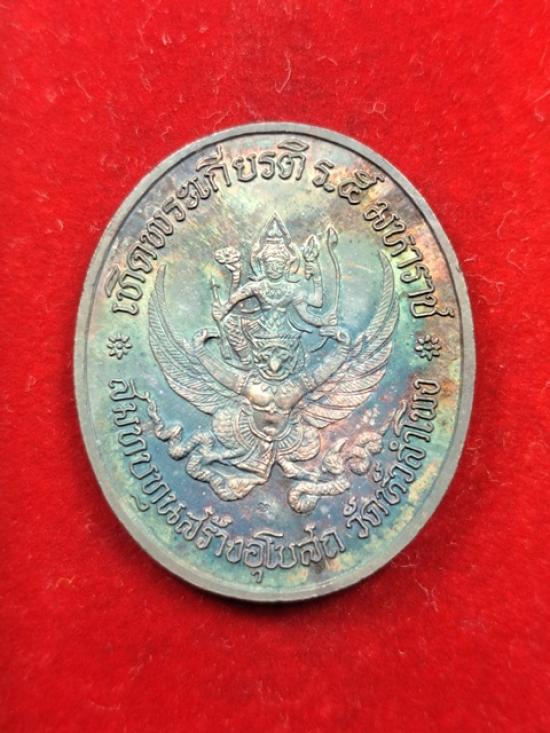 เทิดพระเกียรติ ร.๕ มหาราช
สมทบทุนสร้างอุโบสถ วัดหัวลำโพง